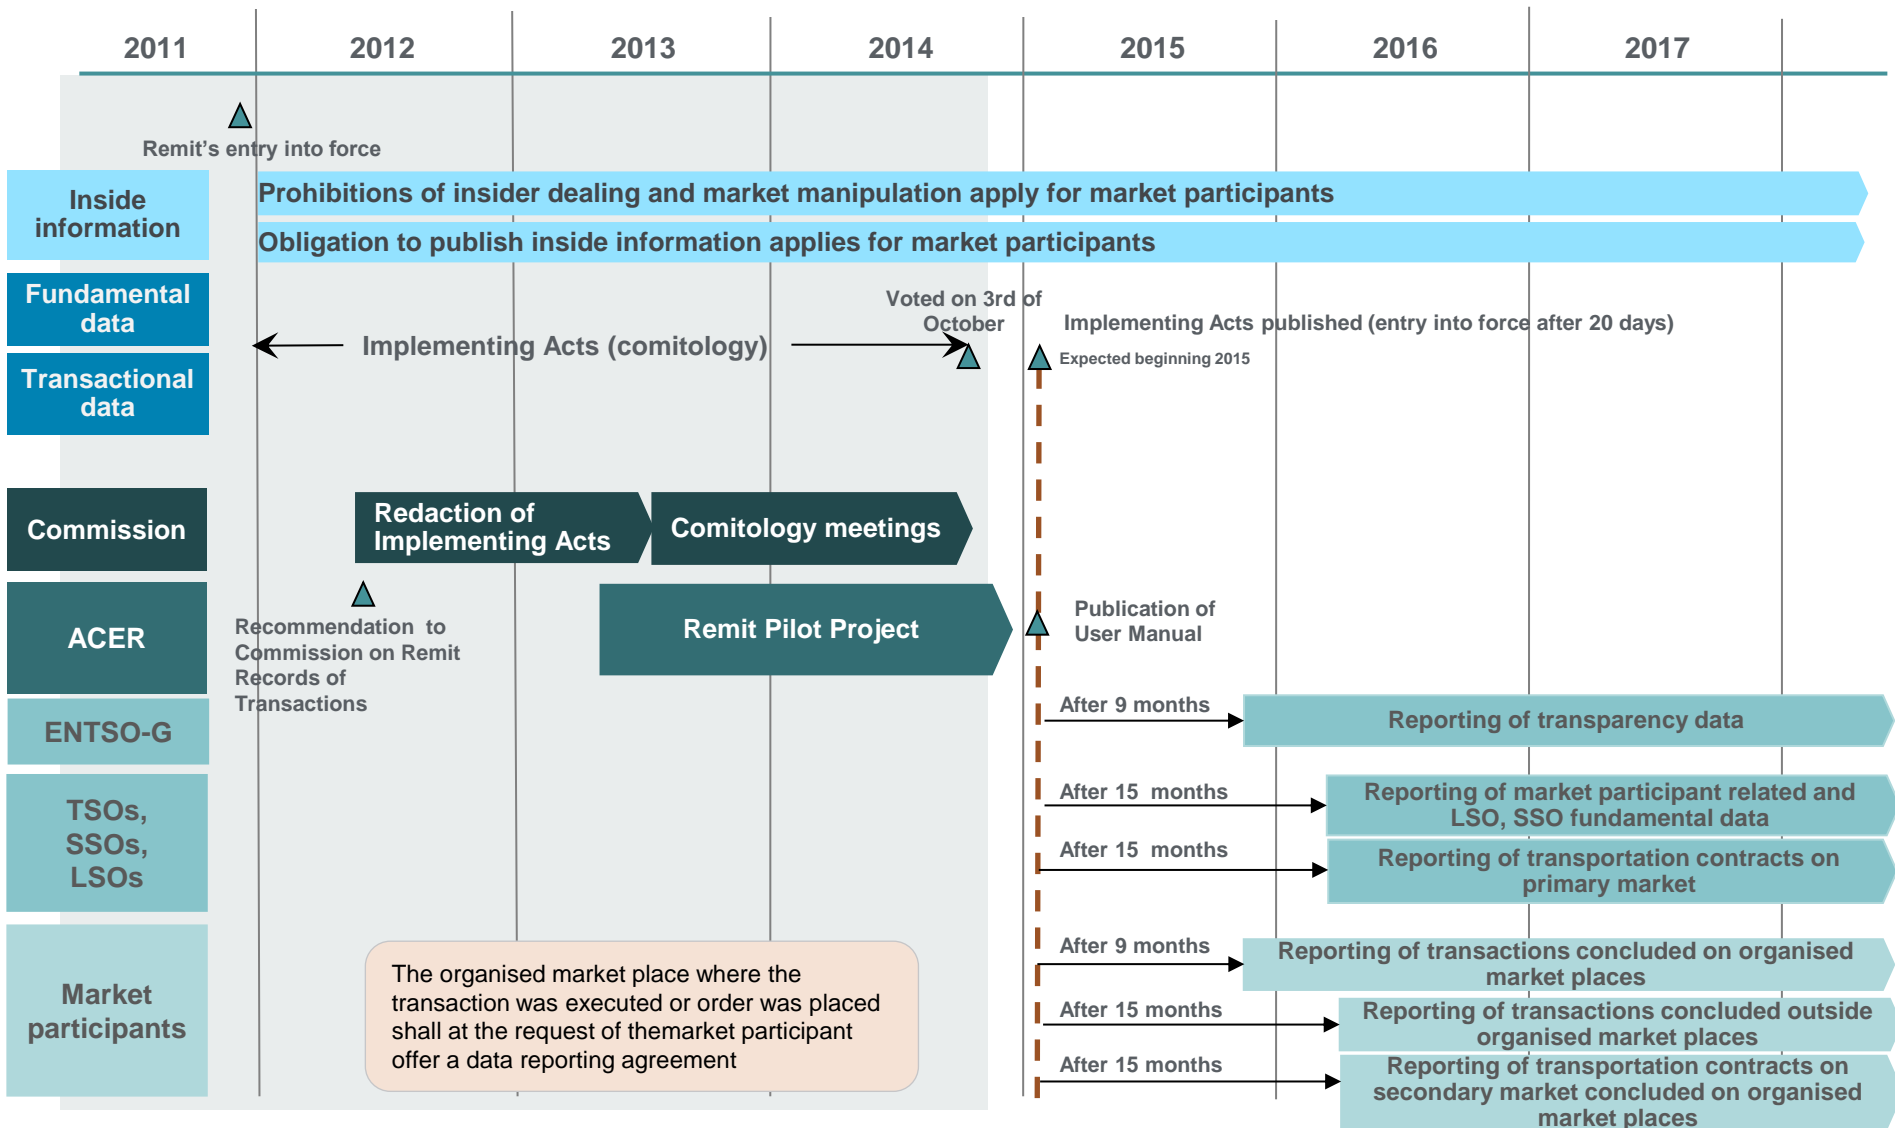 2011 2012 2013 2014 2015 2016 2017
Remit's entry into force
Inside
information
Prohibitions of insider dealing and market manipulation apply for market participants
Obligation to publish inside information applies for market participants
Fundamental
data
Transactional
data
Implementing Acts (comitology)
Voted on 3rd of
October
Implementing Acts published (entry into force after 20 days)
Expected beginning 2015
Commission
Redaction of
Implementing Acts
Comitology meetings
ACER
Recommendation to
Commission on Remit
Records of
Transactions
Remit Pilot Project
Publication of
User Manual
ENTSO-G
After 9 months
Reporting of transparency data
TSOs,
SSOs,
LSOs
After 15 months
Reporting of market participant related and
LSO, SSO fundamental data
After 15 months
Reporting of transportation contracts on
primary market
Market
participants
The organised market place where the
transaction was executed or order was placed
shall at the request of themarket participant
offer a data reporting agreement
After 9 months
Reporting of transactions concluded on organised
market places
After 15 months
Reporting of transactions concluded outside
organised market places
After 15 months
Reporting of transportation contracts on
secondary market concluded on organised
market places